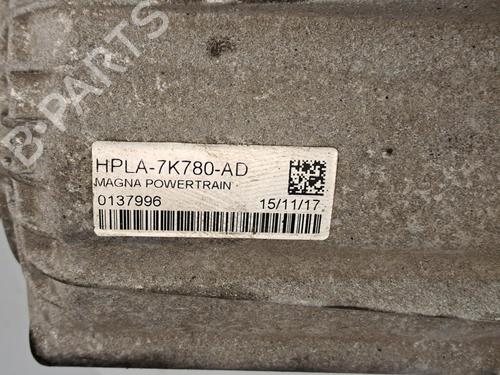 B-PARTS
HPLA-7K780-AD
MAGNA POWERTRAIN
0137996 15/11/17